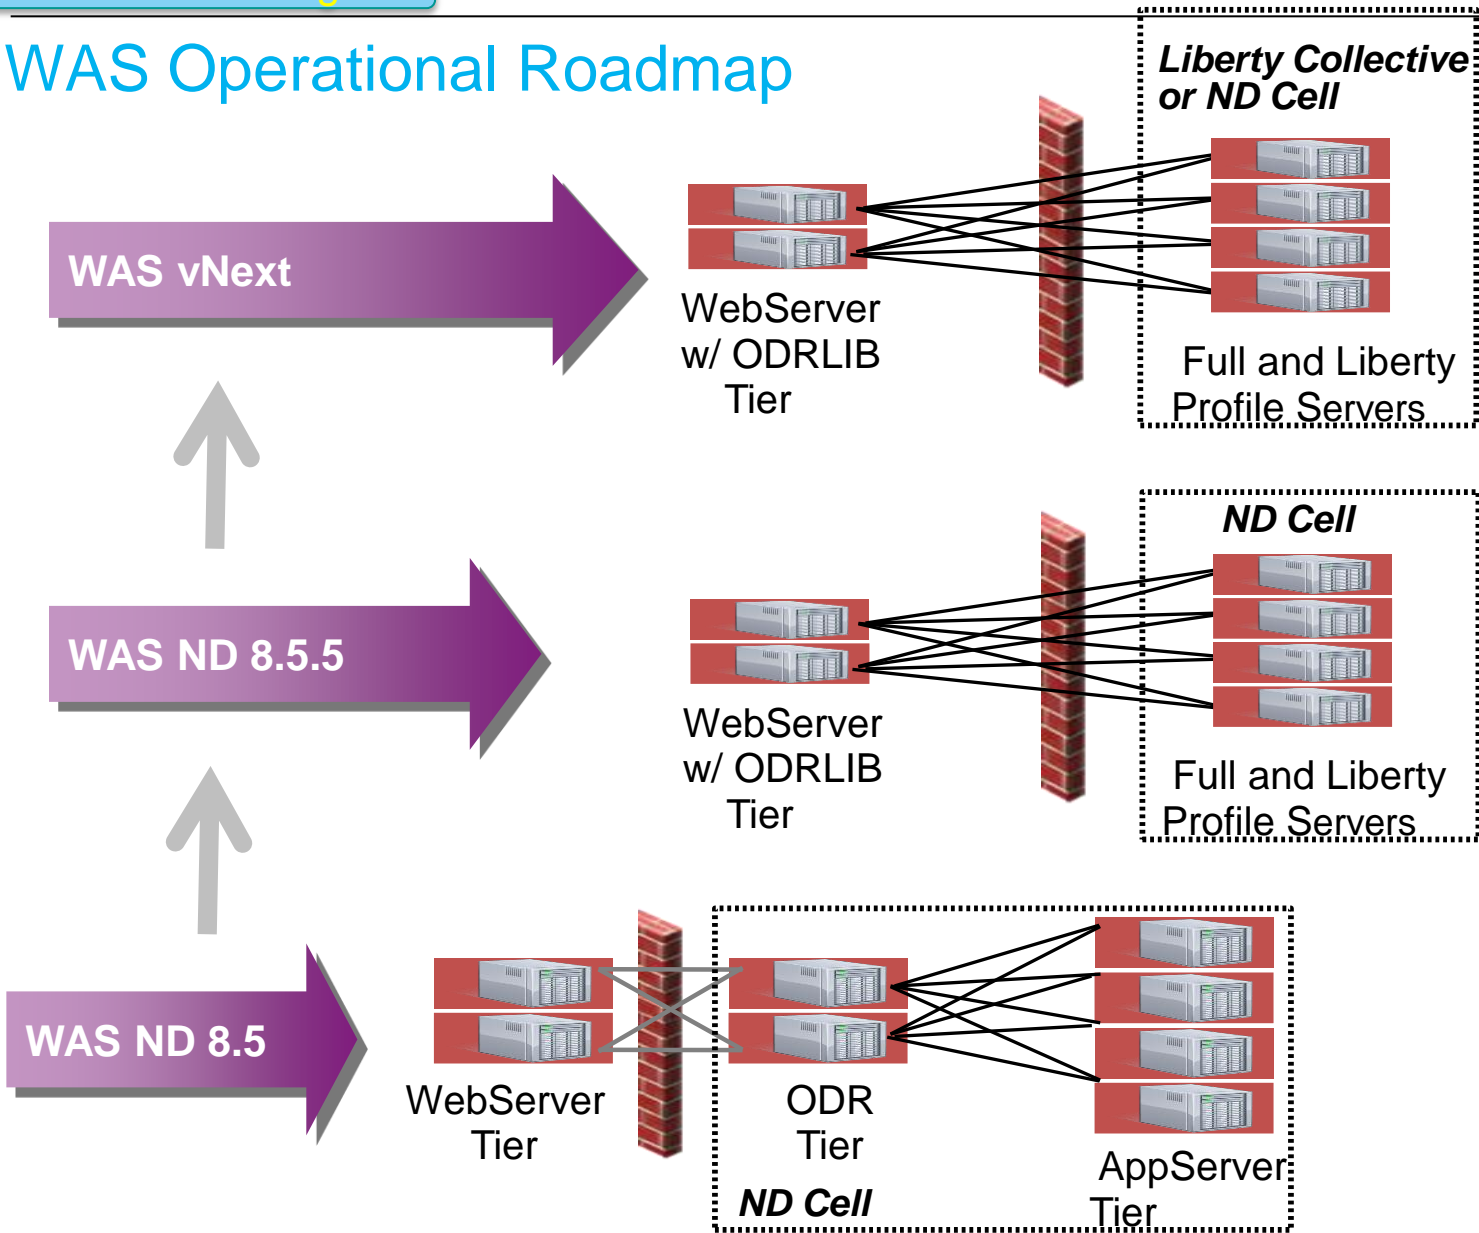 WAS Operational Roadmap
Liberty Collective
or ND Cell
WAS vNext
WebServer
w/ ODRLIB
Tier
Full and Liberty
Profile Servers
ND Cell
WAS ND 8.5.5
WebServer
w/ ODRLIB
Tier
Full and Liberty
Profile Servers
WAS ND 8.5
WebServer
Tier
ODR
Tier
ND Cell
AppServer
Tier